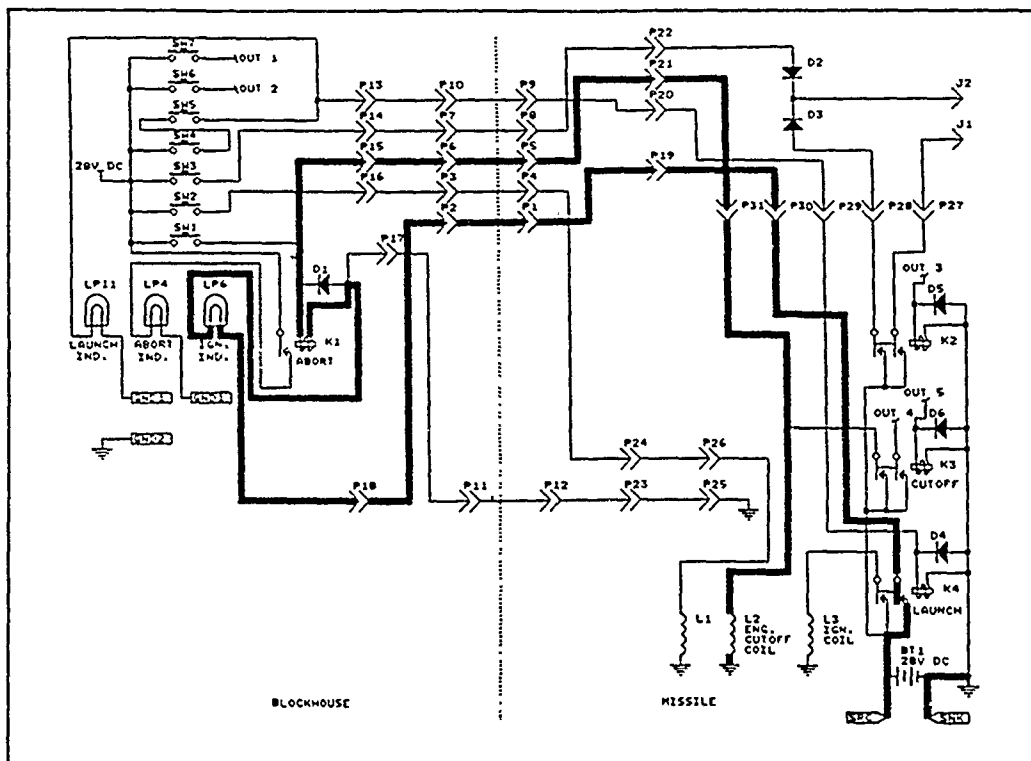 SW7
OUT 1
SW6
OUT 2
SW5
SW4
28V DC
SW3
SW2
SW1
P22
P21
P20
P13
P10
P9
P14
P7
P8
P15
P6
P5
P16
P3
P4
P2
P1
P19
P17
D2
D3
J2
J1
P31
P30
P29
P28
P27
LP11
LP4
LP6
D1
K1
LAUNCH
IND.
ABORT
IND.
IGN.
IND.
ABORT
OUT 3
D5
K2
OUT 5
OUT 4
D6
K3
CUTOFF
P24
P26
P18
P11
P12
P23
P25
D4
K4
LAUNCH
L1
L2
ENG.
CUTOFF
COIL
L3
IGN.
COIL
BT1
28V DC
BLOCKHOUSE
MISSILE
SRC
SNK